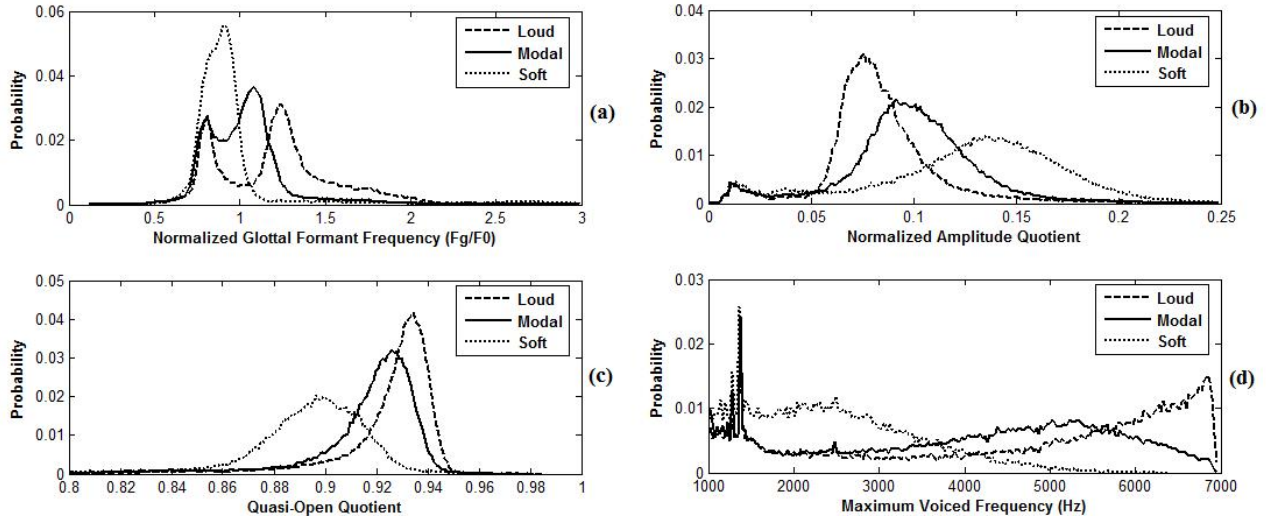 0.06
0.04
0.02
0
Probability
0
0.5
1
1.5
2
2.5
3
Normalized Glottal Formant Frequency (Fg/F0)
Loud
Modal
Soft
(a)
0.04
0.03
0.02
0.01
0
Probability
0
0.05
0.1
0.15
0.2
0.25
Normalized Amplitude Quotient
Loud
Modal
Soft
(b)
0.05
0.04
0.03
0.02
0.01
0
Probability
0.8
0.82
0.84
0.86
0.88
0.9
0.92
0.94
0.96
0.98
1
Quasi-Open Quotient
Loud
Modal
Soft
(c)
0.03
0.02
0.01
0
Probability
1000
2000
3000
4000
5000
6000
7000
Maximum Voiced Frequency (Hz)
Loud
Modal
Soft
(d)